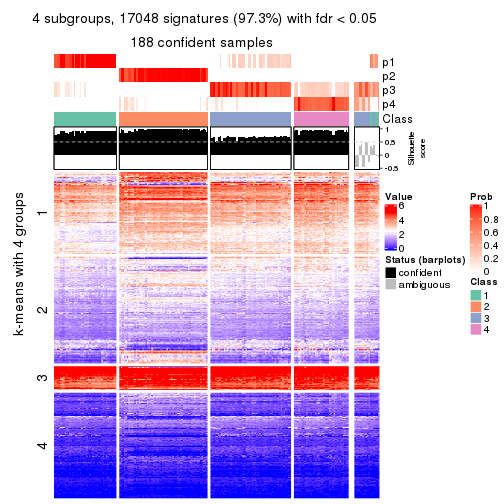 4 subgroups, 17048 signatures (97.3%) with fdr < 0.05
188 confident samples
p1
p2
p3
p4
Class
1
0.5
0
-0.5
Silhouette
score
k-means with 4 groups
1
2
3
4
Value
6
4
2
0
Status (barplots)
confident
ambiguous
Prob
1
0.8
0.6
0.4
0.2
0
Class
1
2
3
4